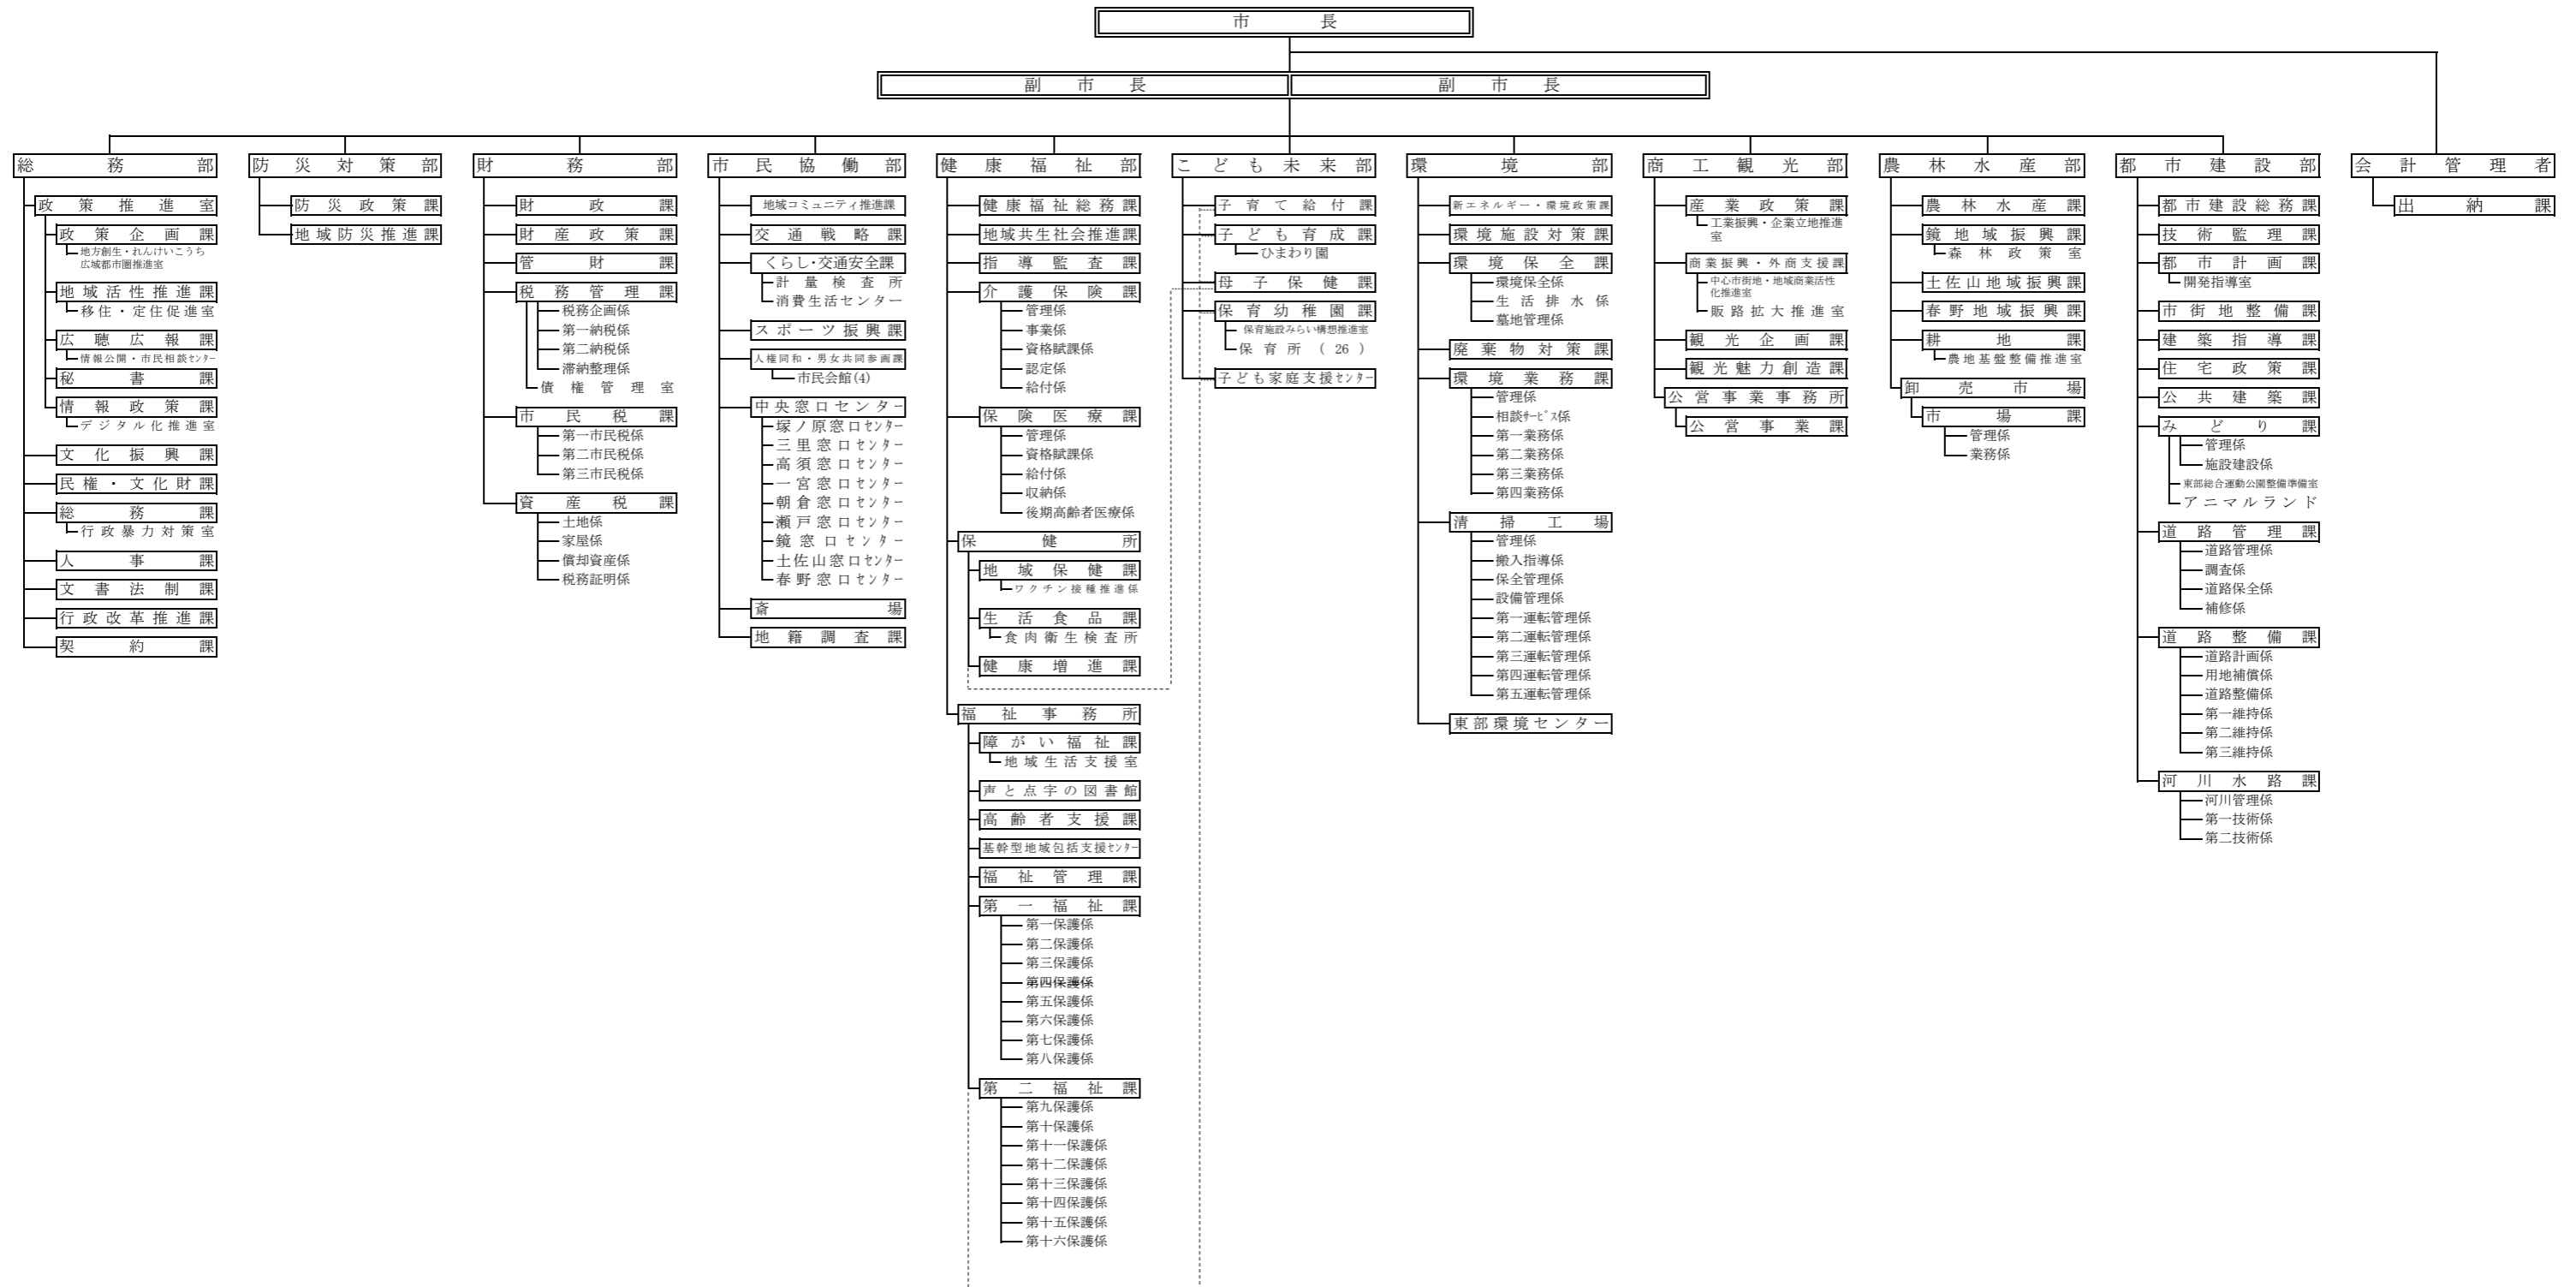 市長
副市長
副市長
総務部
政策推進室
政策企画課
地方創生・れんけいこうち
広域都市圏推進室
地域活性推進課
移住・定住促進室
広聴広報課
情報公開・市民相談ｾﾝﾀｰ
秘書課
情報政策課
デジタル化推進室
文化振興課
民権・文化財課
総務課
行政暴力対策室
人事課
文書法制課
行政改革推進課
契約課
防災対策部
防災政策課
地域防災推進課
財務部
財政課
財産政策課
管財課
税務管理課
税務企画係
第一納税係
第二納税係
滞納整理係
債権管理室
市民税課
第一市民税係
第二市民税係
第三市民税係
資産税課
土地係
家屋係
償却資産係
税務証明係
市民協働部
地域コミュニティ推進課
交通戦略課
くらし・交通安全課
計量検査所
消費生活センター
スポーツ振興課
人権同和・男女共同参画課
市民会館(4)
中央窓口センター
塚ノ原窓口ｾﾝﾀｰ
三里窓口ｾﾝﾀｰ
高須窓口ｾﾝﾀｰ
一宮窓口ｾﾝﾀｰ
朝倉窓口ｾﾝﾀｰ
瀬戸窓口ｾﾝﾀｰ
鏡窓口ｾﾝﾀｰ
土佐山窓口ｾﾝﾀｰ
春野窓口ｾﾝﾀｰ
斎場
地籍調査課
健康福祉部
健康福祉総務課
地域共生社会推進課
指導監査課
介護保険課
管理係
事業係
資格賦課係
認定係
給付係
保険医療課
管理係
資格賦課係
給付係
収納係
後期高齢者医療係
保健所
地域保健課
ワクチン接種推進係
生活食品課
食肉衛生検査所
健康増進課
福祉事務所
障がい福祉課
地域生活支援室
声と点字の図書館
高齢者支援課
基幹型地域包括支援ｾﾝﾀｰ
福祉管理課
第一福祉課
第一保護係
第二保護係
第三保護係
第四保護係
第五保護係
第六保護係
第七保護係
第八保護係
第二福祉課
第九保護係
第十保護係
第十一保護係
第十二保護係
第十三保護係
第十四保護係
第十五保護係
第十六保護係
こども未来部
子育て給付課
子ども育成課
ひまわり園
母子保健課
保育幼稚園課
保育施設みらい構想推進室
保育所(26)
子ども家庭支援ｾﾝﾀｰ
環境部
新エネルギー・環境政策課
環境施設対策課
環境保全課
環境保全係
生活排水係
墓地管理係
廃棄物対策課
環境業務課
管理係
相談ｻｰﾋﾞｽ係
第一業務係
第二業務係
第三業務係
第四業務係
清掃工場
管理係
搬入指導係
保全管理係
設備管理係
第一運転管理係
第二運転管理係
第三運転管理係
第四運転管理係
第五運転管理係
東部環境センター
商工観光部
産業政策課
工業振興・企業立地推進
室
商業振興・外商支援課
中心市街地・地域商業活性
化推進室
販路拡大推進室
観光企画課
観光魅力創造課
公営事業事務所
公営事業課
農林水産部
農林水産課
鏡地域振興課
森林政策室
土佐山地域振興課
春野地域振興課
耕地課
農地基盤整備推進室
卸売市場
市場課
管理係
業務係
都市建設部
都市建設総務課
技術監理課
都市計画課
開発指導室
市街地整備課
建築指導課
住宅政策課
公共建築課
みどり課
管理係
施設建設係
東部総合運動公園整備準備室
アニマルランド
道路管理課
道路管理係
調査係
道路保全係
補修係
道路整備課
道路計画係
用地補償係
道路整備係
第一維持係
第二維持係
第三維持係
河川水路課
河川管理係
第一技術係
第二技術係
会計管理者
出納課